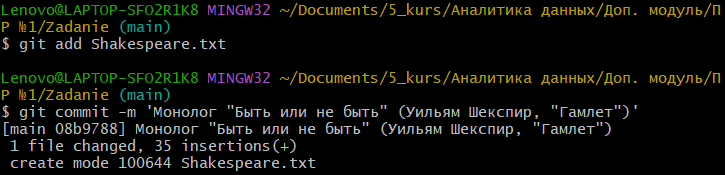 Lenovo@LAPTOP-SFO2R1K8 MINGW32 ~/Documents/5_kurs/Аналитика данных/Доп. модуль/П
Р №1/Zadanie (main)
$ git add Shakespeare.txt
Lenovo@LAPTOP-SFO2R1K8 MINGW32 ~/Documents/5_kurs/Аналитика данных/Доп. модуль/П
Р №1/Zadanie (main)
$ git commit -m 'Монолог "Быть или не быть" (Уильям Шекспир, "Гамлет")'
[main 08b9788] Монолог "Быть или не быть" (Уильям Шекспир, "Гамлет")
 1 file changed, 35 insertions(+)
 create mode 100644 Shakespeare.txt